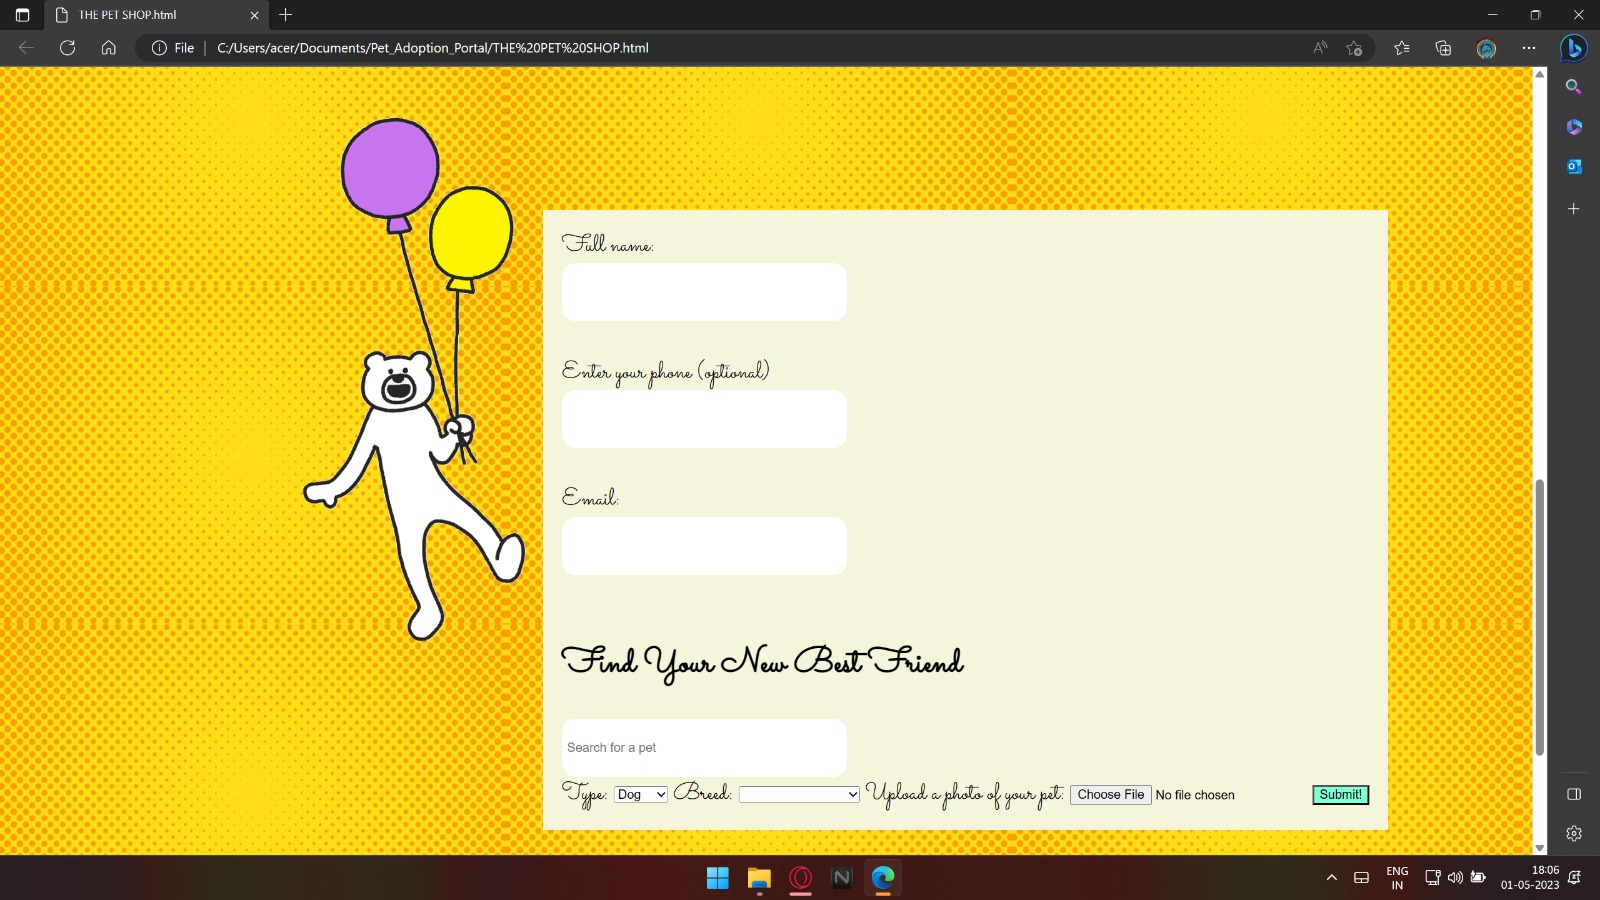 THE PET SHOP.html
File
C:/Users/acer/Documents/Pet_Adoption_Portal/THE%20PET%20SHOP.html
Full name:
Enter your phone (optional)
Email:
Find Your New Best Friend
Search for a pet
Type: Dog Breed: Upload a photo of your pet: Choose File No file chosen Submit!
ENG
IN
18:06
01-05-2023